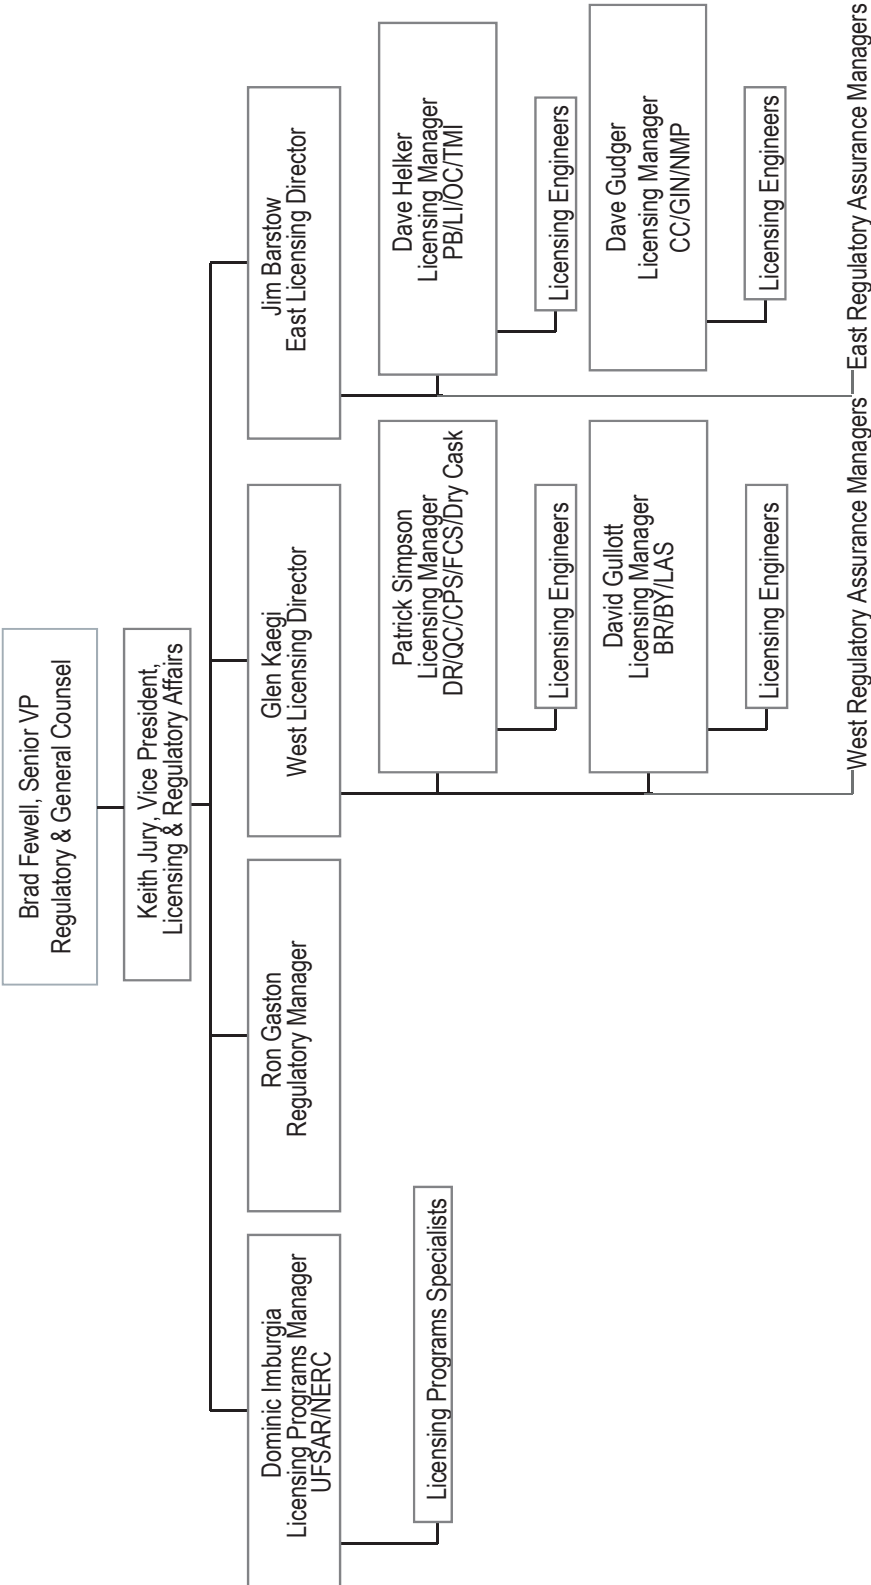 Brad Fewell, Senior VP
Regulatory & General Counsel
Keith Jury, Vice President,
Licensing & Regulatory Affairs
Dominic Imburgia
Licensing Programs Manager
UFSAR/NERC
Licensing Programs Specialists
Ron Gaston
Regulatory Manager
Glen Kaegi
West Licensing Director
Patrick Simpson
Licensing Manager
DR/QC/CPS/FCS/Dry Cask
Licensing Engineers
David Gullott
Licensing Manager
BR/BY/LAS
Licensing Engineers
West Regulatory Assurance Managers
Jim Barstow
East Licensing Director
Dave Helker
Licensing Manager
PB/LI/OC/TMI
Licensing Engineers
Dave Gudger
Licensing Manager
CC/GIN/NMP
Licensing Engineers
East Regulatory Assurance Managers